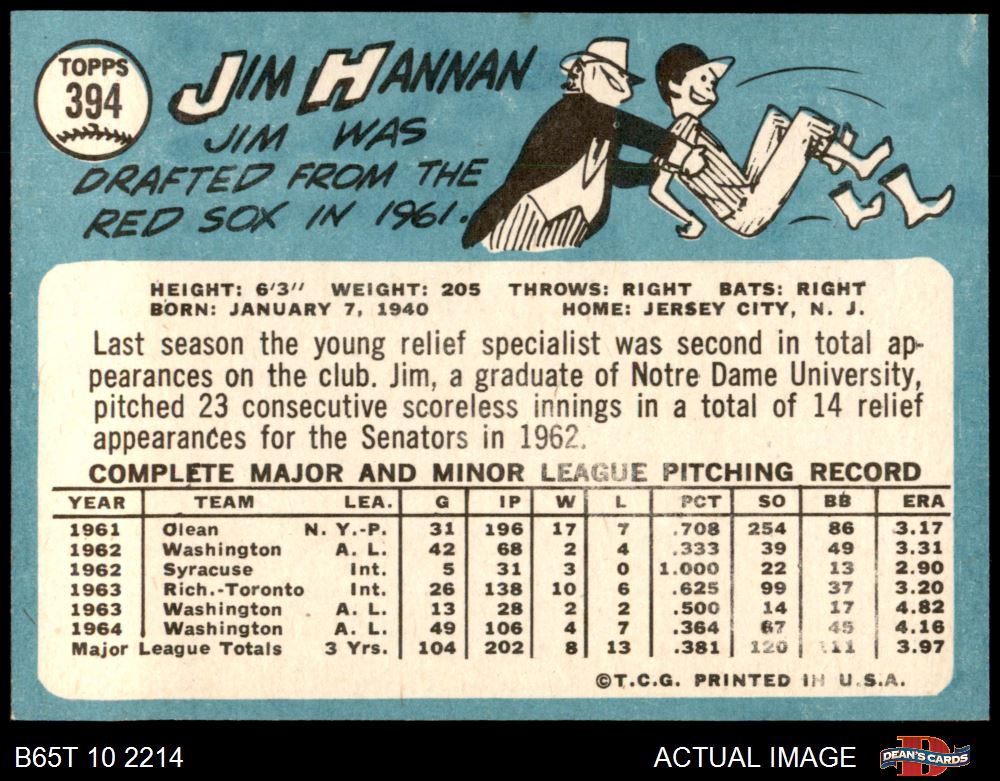 TOPPS
394
JIM HANNAN
JIM WAS
DRAFTED FROM THE
RED SOX IN 1961.
HEIGHT: 6'3" WEIGHT: 205 THROWS: RIGHT BATS: RIGHT
BORN: JANUARY 7, 1940 HOME: JERSEY CITY, N. J.
Last season the young relief specialist was second in total ap-
pearances on the club. Jim, a graduate of Notre Dame University,
pitched 23 consecutive scoreless innings in a total of 14 relief
appearances for the Senators in 1962.
COMPLETE MAJOR AND MINOR LEAGUE PITCHING RECORD
YEAR TEAM LEA. G IP W L PCT SO BB ERA
1961 Olean N. Y.-P. 31 196 17 7 .708 254 86 3.17
1962 Washington A. L. 42 68 2 4 .333 39 49 3.31
1962 Syracuse Int. 5 31 3 0 1.000 22 13 2.90
1963 Rich.-Toronto Int. 26 138 10 6 .625 99 37 3.20
1963 Washington A. L. 13 28 2 2 .500 14 17 4.82
1964 Washington A. L. 49 106 4 7 .364 67 45 4.16
Major League Totals 3 Yrs. 104 202 8 13 .381 120 111 3.97
©T.C.G. PRINTED IN U.S.A.
B65T 10 2214 ACTUAL IMAGE DEAN'S CARDS